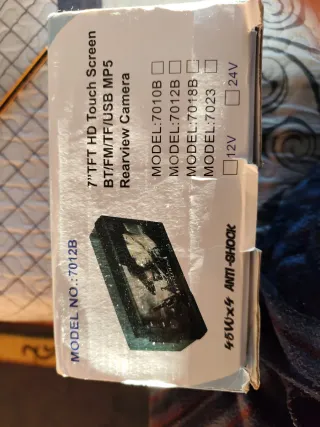 7"TFT HD Touch Screen
BT/FM/TF/USB MP5
Rearview Camera
MODEL:7010B
MODEL:7012B
MODEL:7018B
MODEL:7023
12V 24V
MODEL NO.:7012B
45Wx4 ANTI-SHOCK